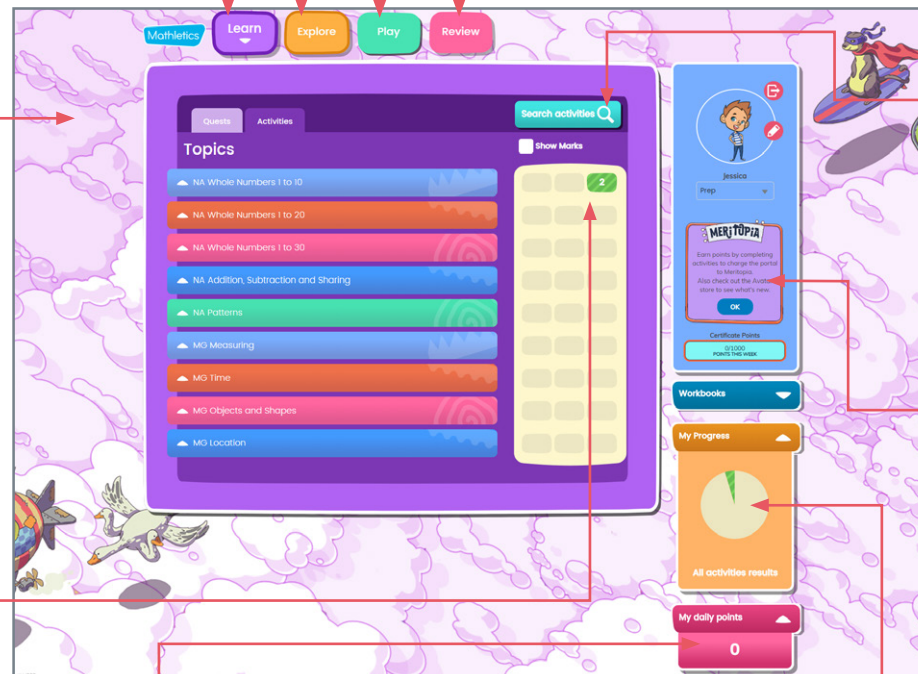 Mathletics
Learn
Explore
Play
Review
Quests
Activities
Search activities
Topics
Show Marks
NA Whole Numbers 1 to 10
2
NA Whole Numbers 1 to 20
NA Whole Numbers 1 to 30
NA Addition, Subtraction and Sharing
NA Patterns
MG Measuring
MG Time
MG Objects and Shapes
MG Location
Jessica
Prep
MERiTOPiA
Earn points by completing
activities to charge the portal
to Meritopia.
Also check out the Avatar
store to see what's new.
OK
Certificate Points
0/1000
POINTS THIS WEEK
Workbooks
My Progress
All activities results
My daily points
0